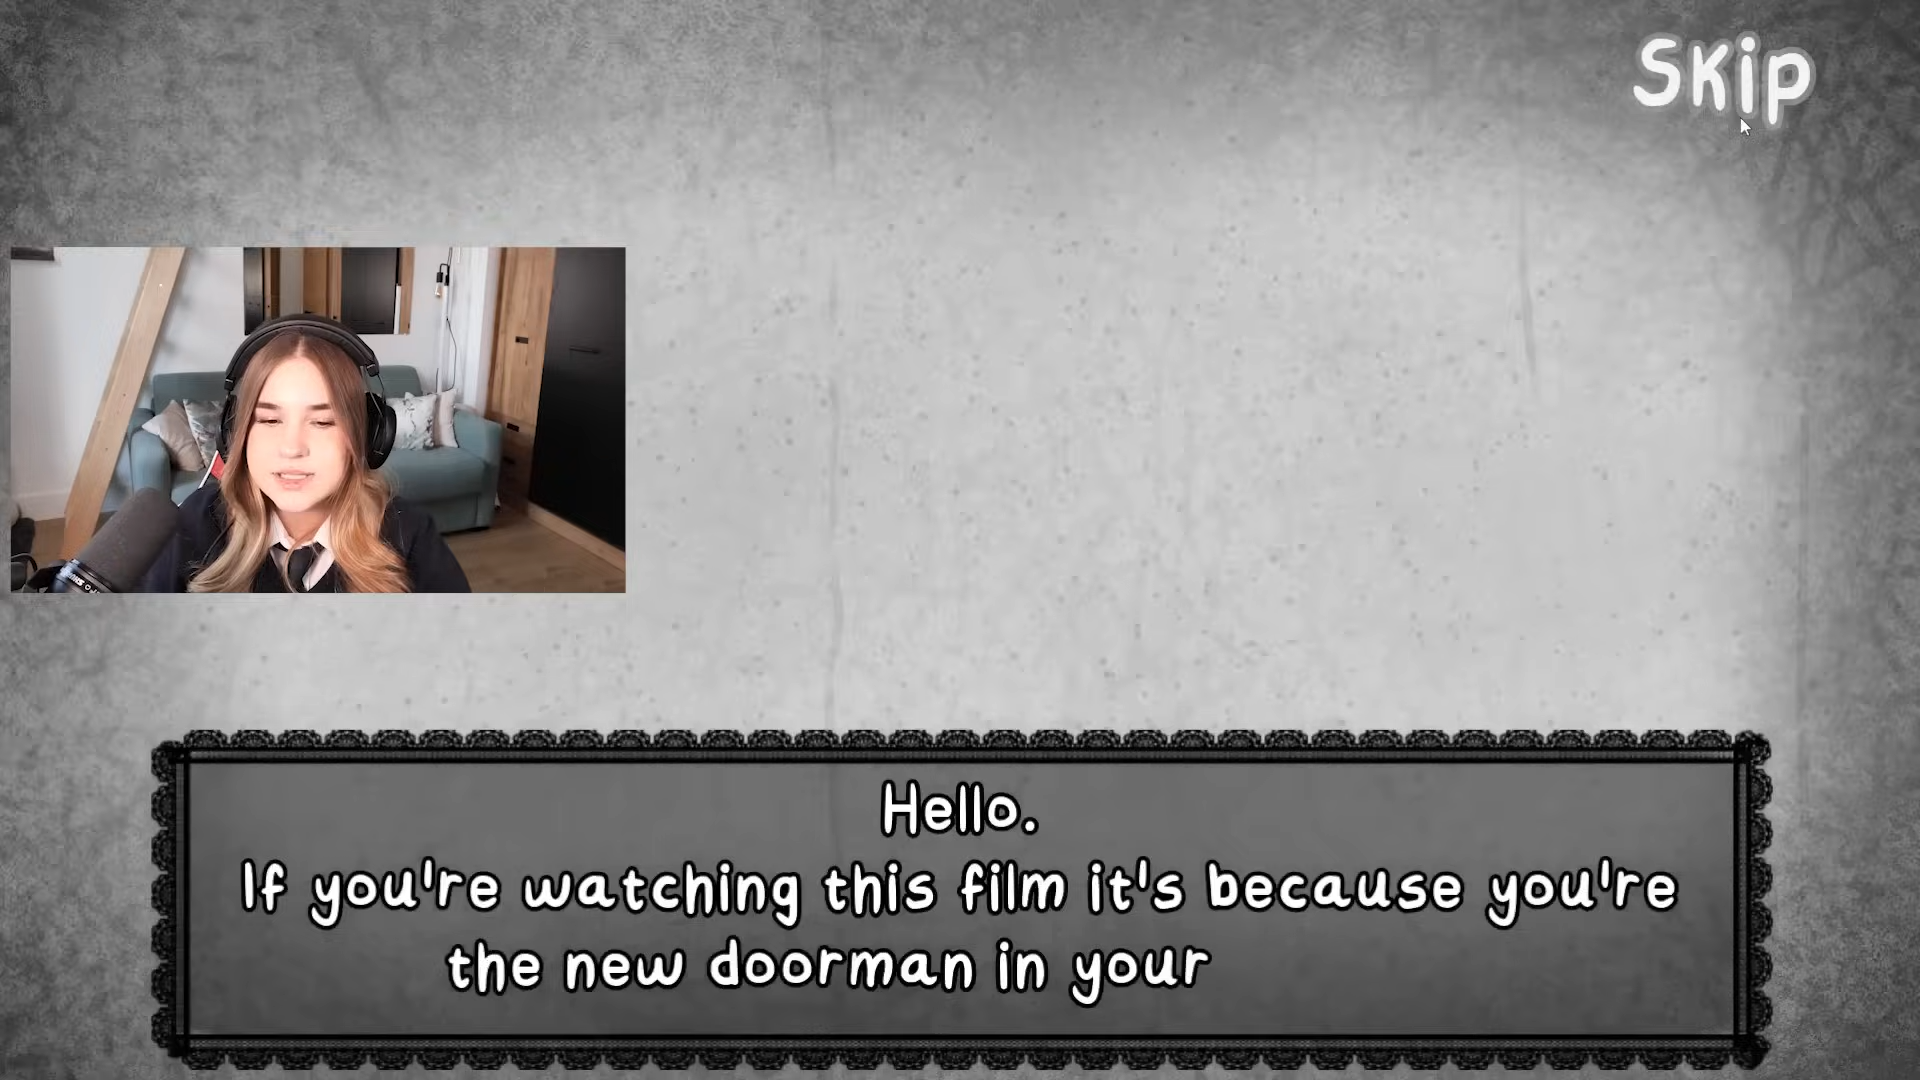 Skip
Hello.
If you're watching this film it's because you're
the new doorman in your